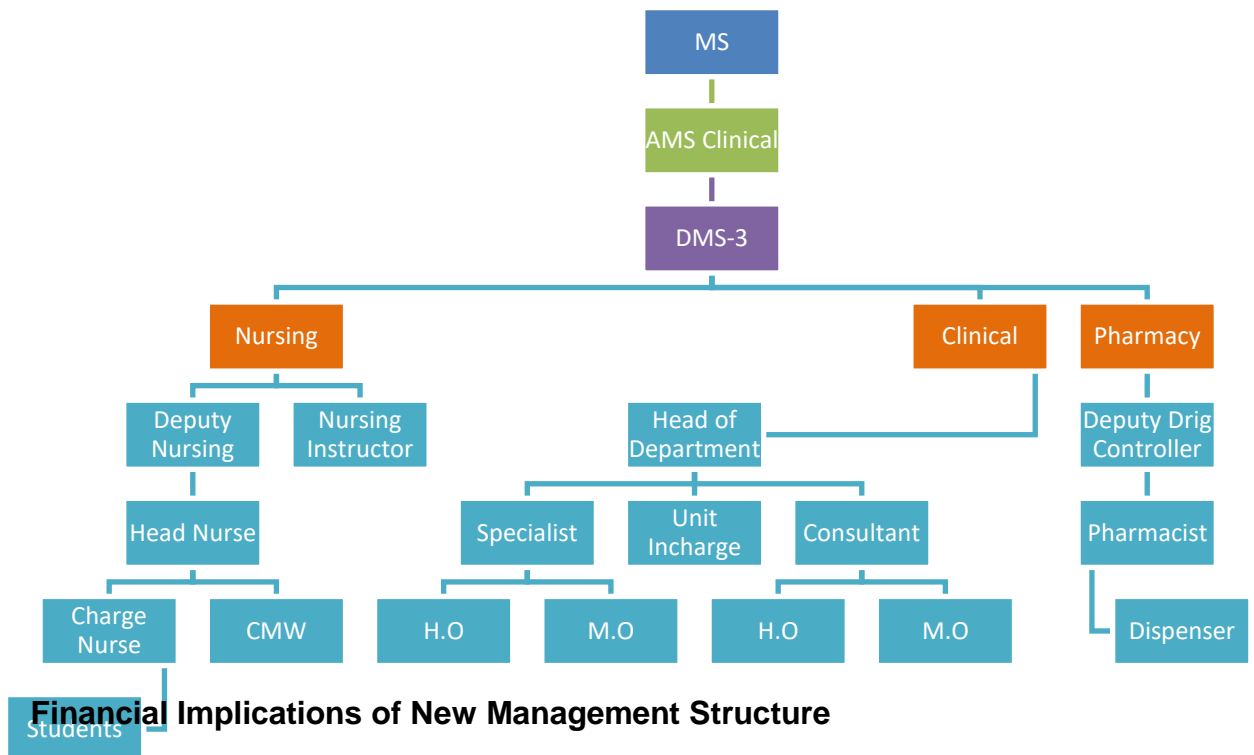 MS
AMS Clinical
DMS-3
Nursing
Clinical
Pharmacy
Deputy
Nursing
Nursing
Instructor
Head of
Department
Deputy Drig
Controller
Head Nurse
Specialist
Unit
Incharge
Consultant
Pharmacist
Charge
Nurse
CMW
H.O
M.O
H.O
M.O
Dispenser
Students
Financial Implications of New Management Structure